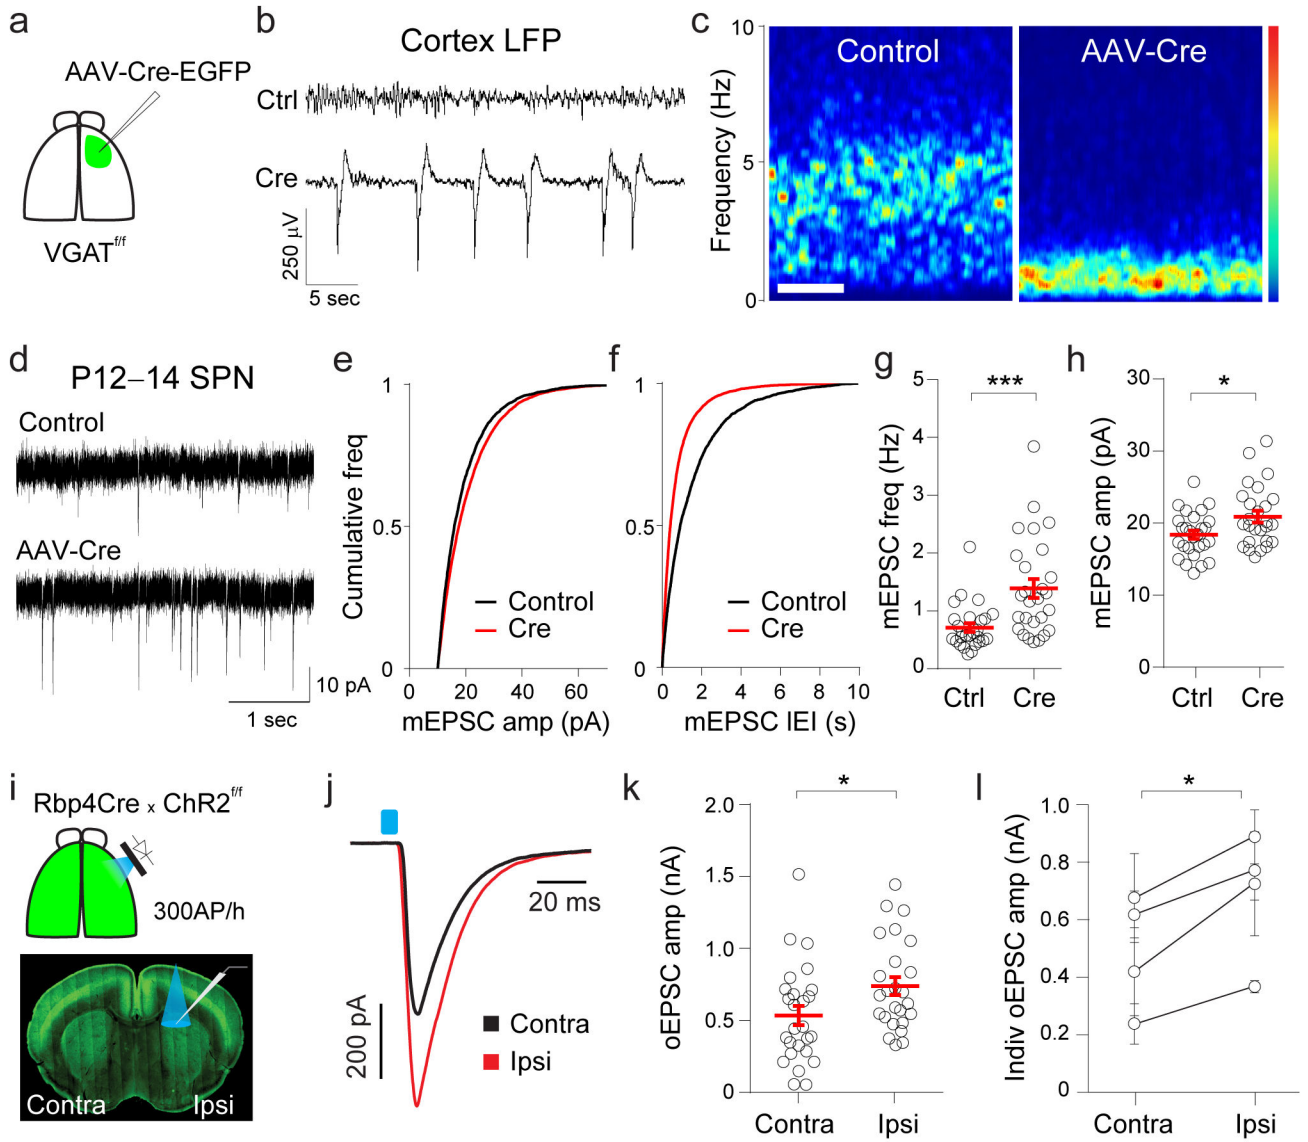 a
AAV-Cre-EGFP
VGAT f/f
b
Cortex LFP
Ctrl
Cre
250 µV
5 sec
c
Control
AAV-Cre
Frequency (Hz)
10
5
0
d
P12–14 SPN
Control
AAV-Cre
10 pA
1 sec
e
Cumulative freq
1
0.5
0
Control
Cre
0 20 40 60
mEPSC amp (pA)
f
1
0.5
0
Control
Cre
0 2 4 6 8 10
mEPSC IEI (s)
g
***
mEPSC freq (Hz)
5
4
3
2
1
0
Ctrl Cre
h
*
mEPSC amp (pA)
30
30
20
10
0
Ctrl Cre
i
Rbp4Cre x ChR2 f/f
300AP/h
Contra Ipsi
j
20 ms
200 pA
Contra
Ipsi
k
*
oEPSC amp (nA)
2.0
1.5
1.0
0.5
0
Contra Ipsi
l
*
Indiv oEPSC amp (nA)
1.0
0.8
0.6
0.4
0.2
0
Contra Ipsi